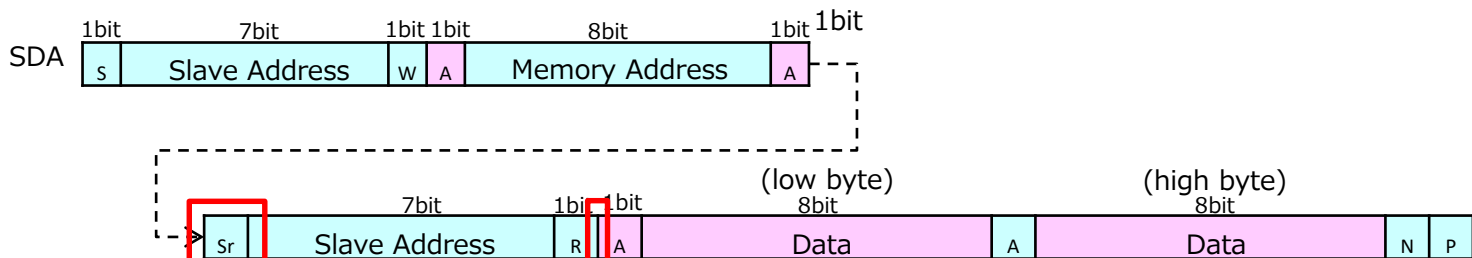 1bit 7bit 1bit 1bit 8bit 1bit 1bit
SDA S Slave Address W A Memory Address A
(low byte) (high byte)
7bit 1bit 1bit 8bit 8bit
Sr Slave Address R A Data A Data N P